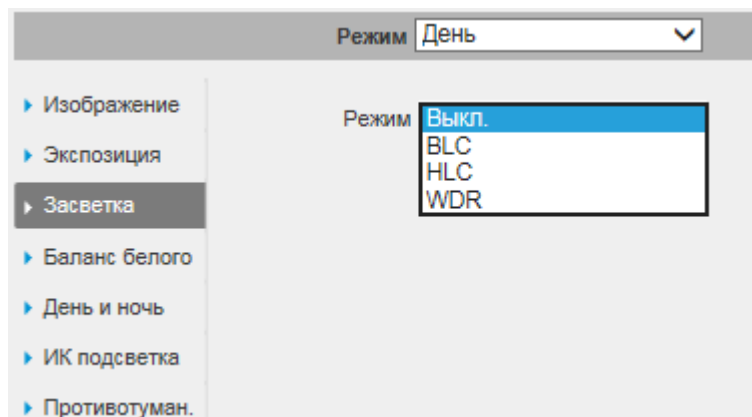 Режим День
Изображение
Экспозиция
Засветка
Баланс белого
День и ночь
ИК подсветка
Противотуман.
Режим Выкл.
BLC
HLC
WDR